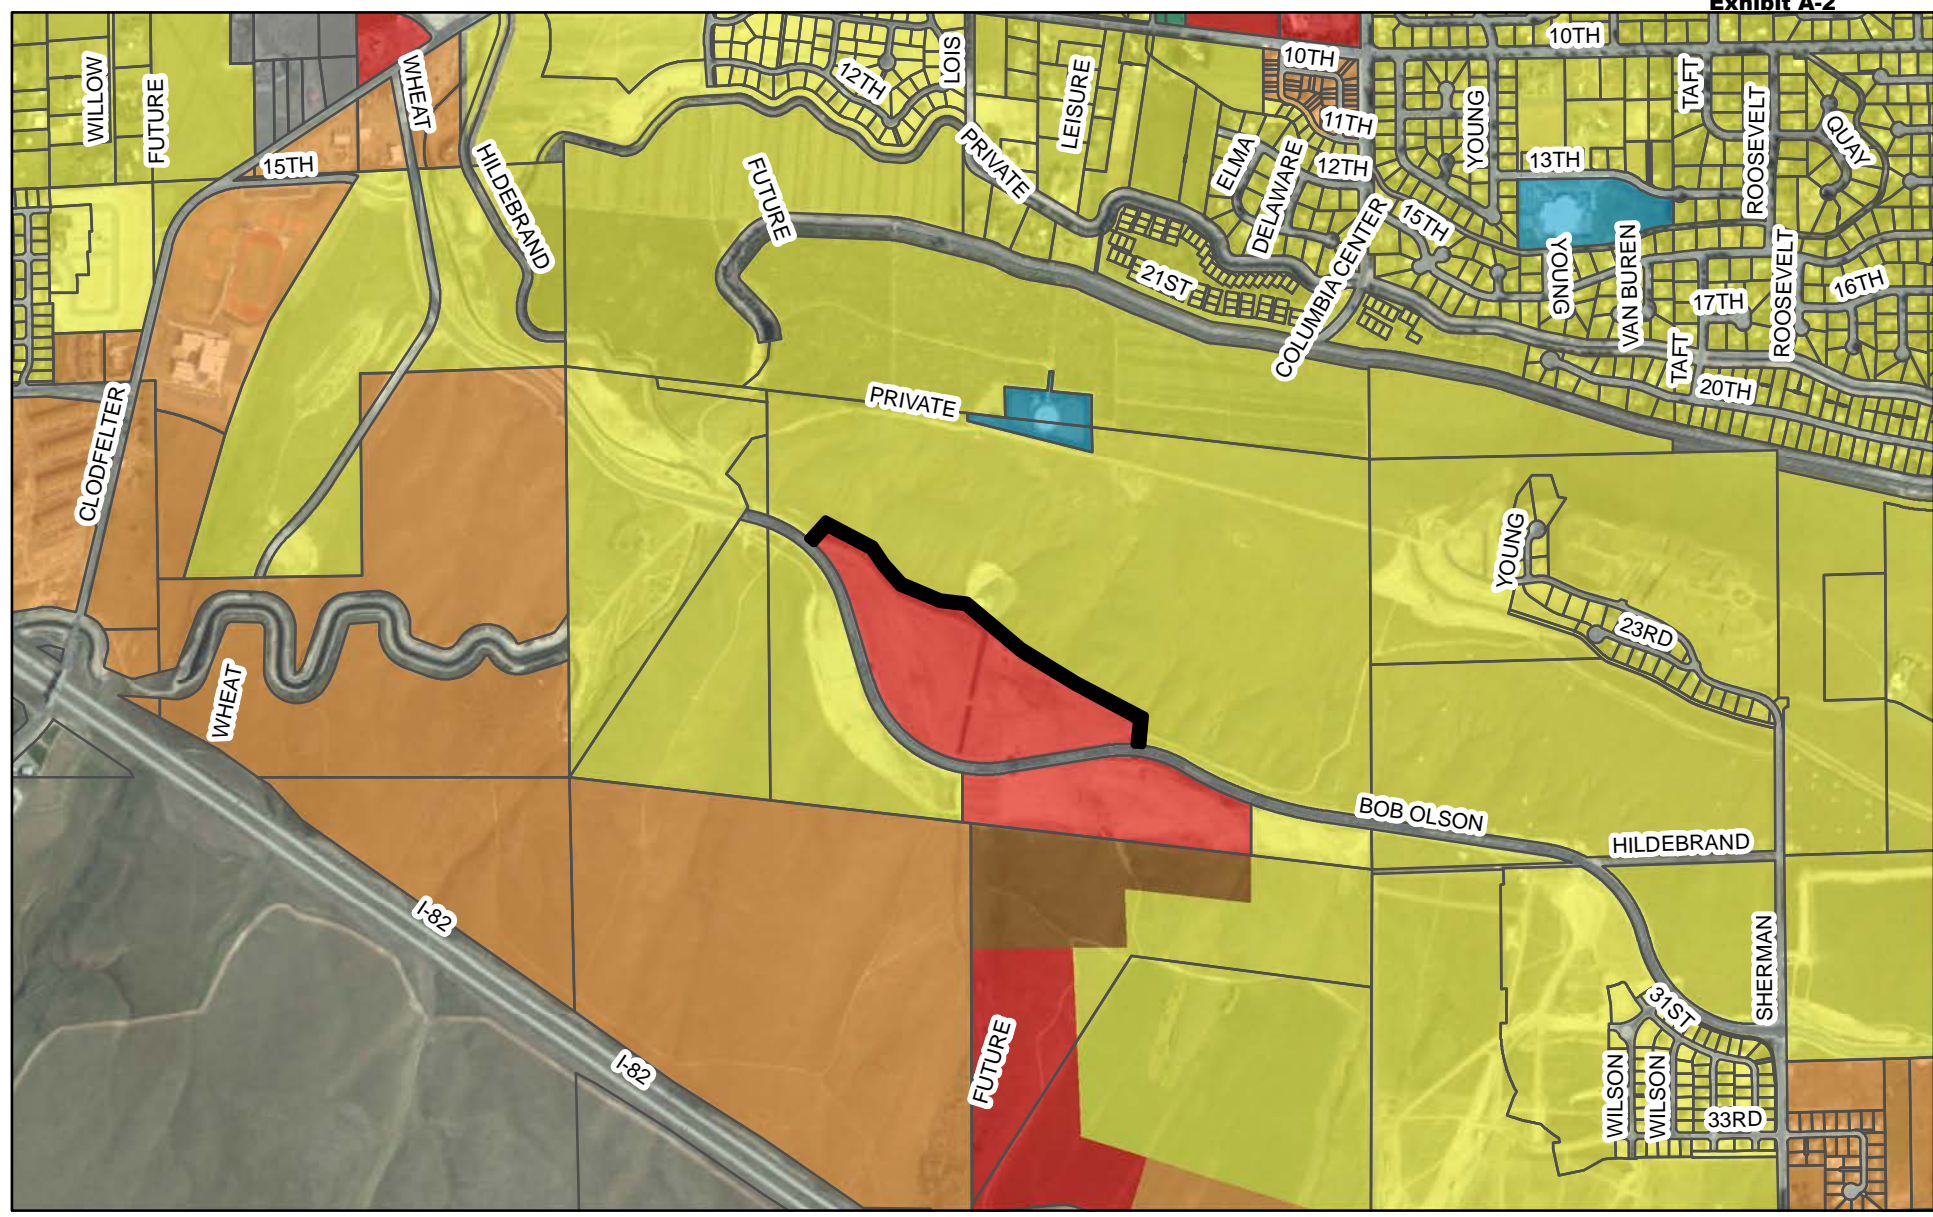 Exhibit A-2
10TH
WILLOW
FUTURE
WHEAT
12TH
LOIS
LEISURE
10TH
TAFT
ROOSEVELT
QUAY
YOUNG
11TH
12TH
13TH
15TH
HILDEBRAND
FUTURE
PRIVATE
ELMA
DELAWARE
COLUMBIA CENTER
15TH
21ST
YOUNG
VAN BUREN
ROOSEVELT
17TH
16TH
TAFT
20TH
CLODFELTER
PRIVATE
YOUNG
23RD
WHEAT
BOB OLSON
HILDEBRAND
I-82
SHERMAN
I-82
FUTURE
31ST
WILSON
WILSON
33RD